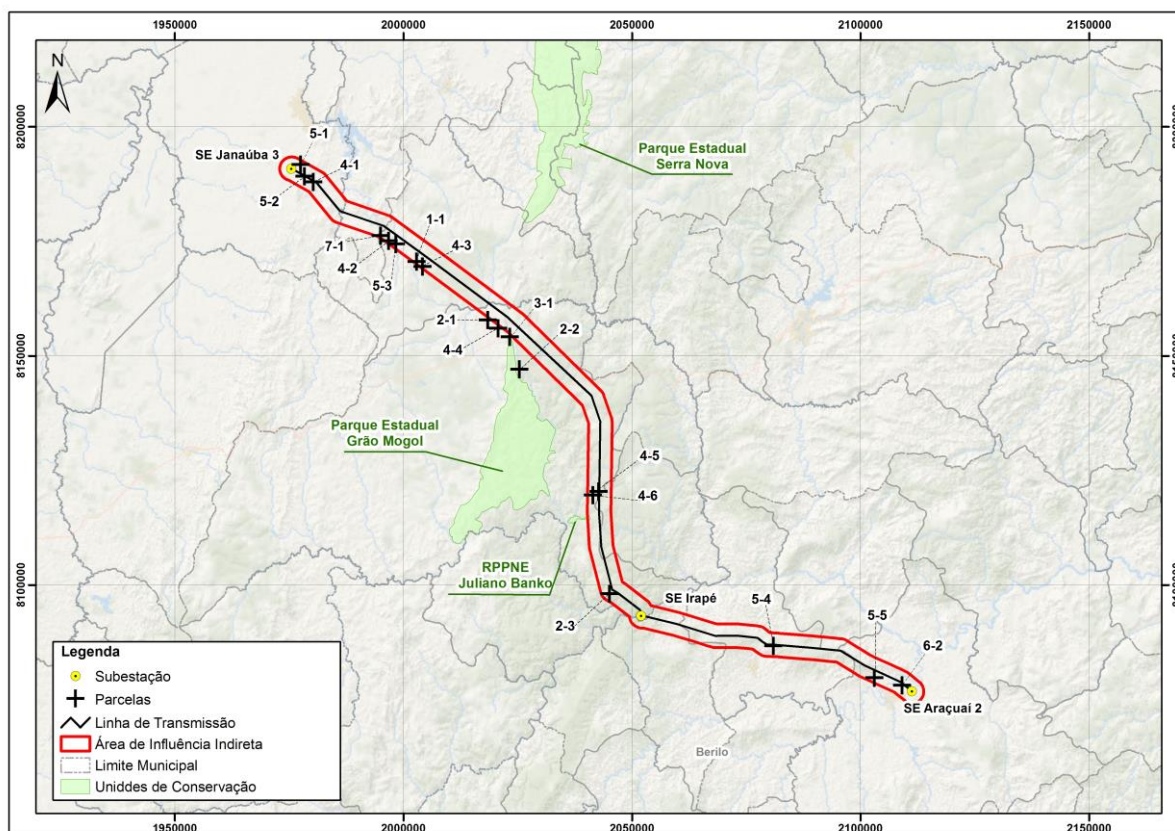 1950000 2000000 2050000 2100000 2150000
N
8200000 8200000
5-1
SE Janaúba 3
4-1
Parque Estadual
Serra Nova
5-2
1-1
7-1
4-3
4-2
5-3
3-1
2-1
2-2
4-4
8150000 8150000
Parque Estadual
Grão Mogol
4-5
4-6
RPPNE
Juliano Banko
SE Irapé
8100000 8100000
5-4
2-3
5-5
6-2
SE Araçuaí 2
Berilo
Legenda
Subestação
Parcelas
Linha de Transmissão
Área de Influência Indireta
Limite Municipal
Uniddes de Conservação
1950000 2000000 2050000 2100000 2150000